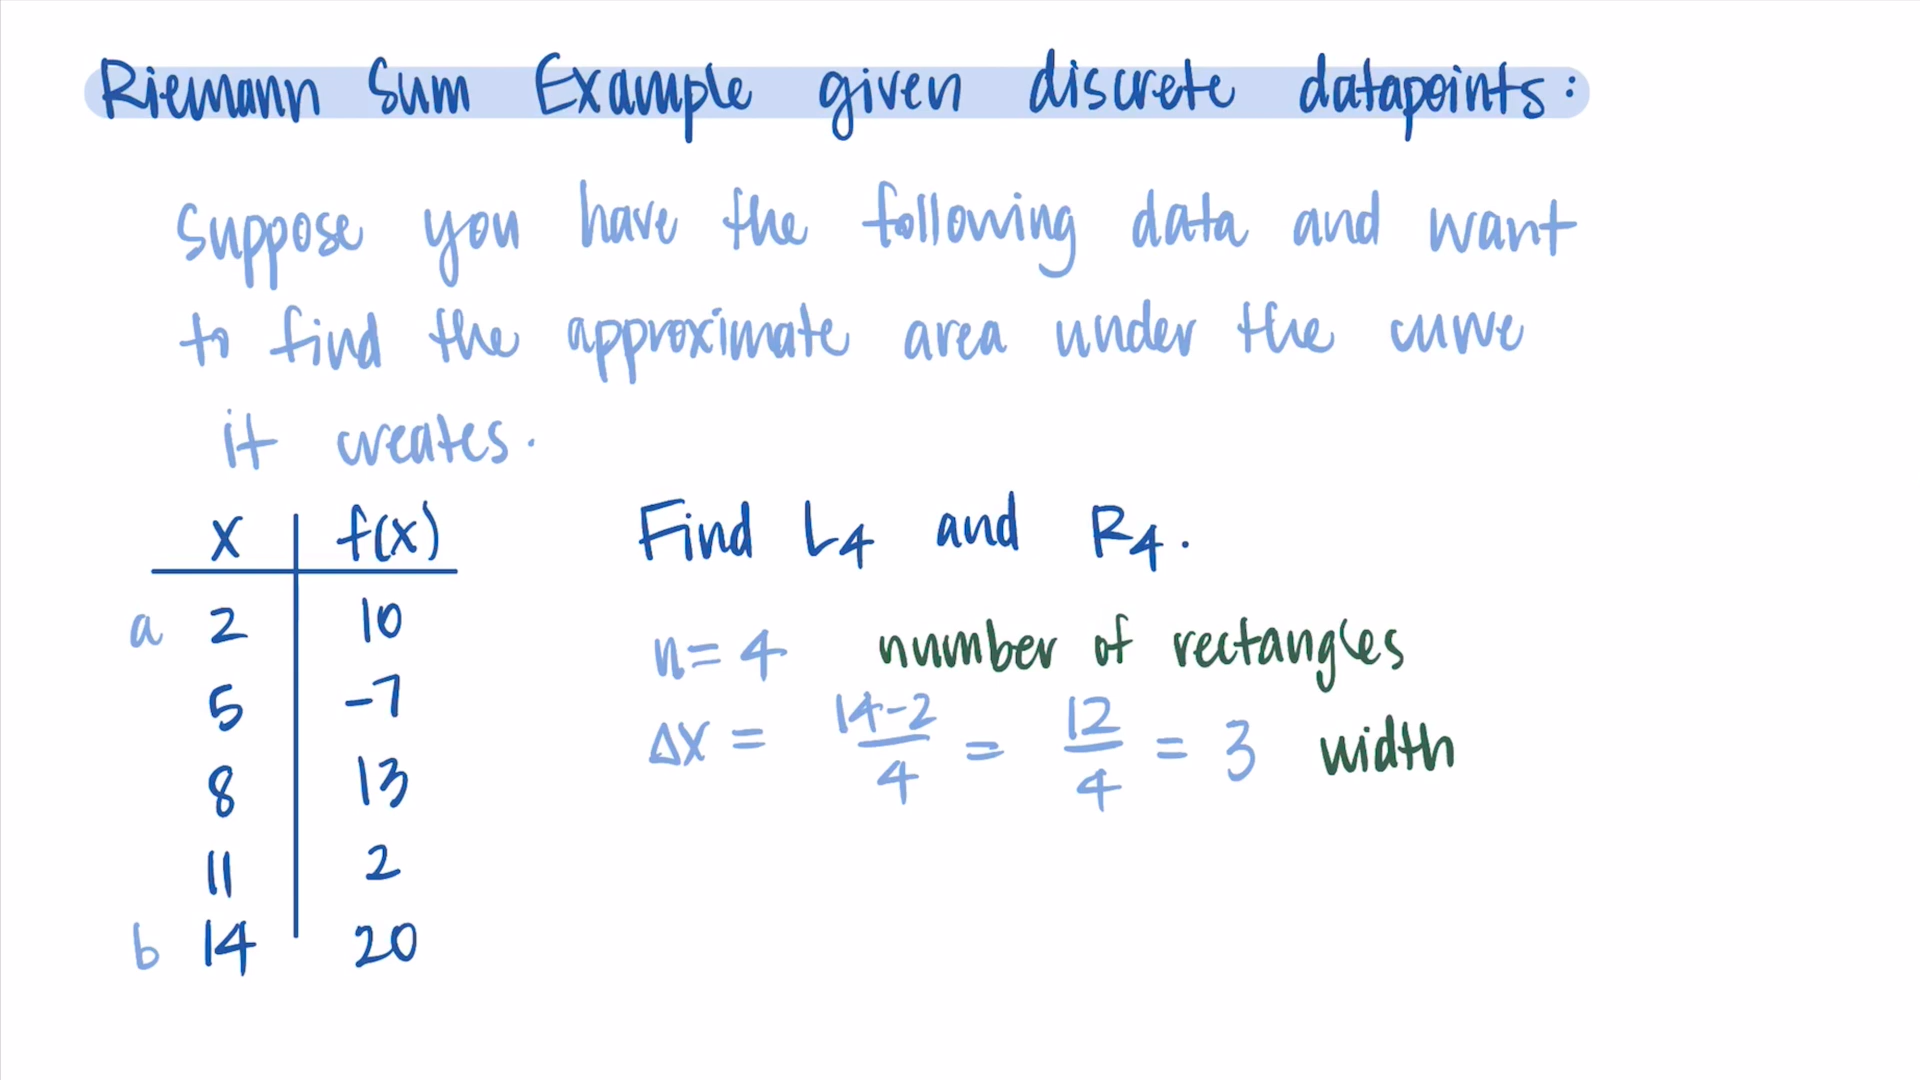 Riemann Sum Example given discrete datapoints:
suppose you have the following data and want
to find the approximate area under the curve
it creates.
x f(x)
a 2 10
5 -7
8 13
11 2
b 14 20
Find L4 and R4.
n = 4 number of rectangles
Δx = 14-2/4 = 12/4 = 3 width